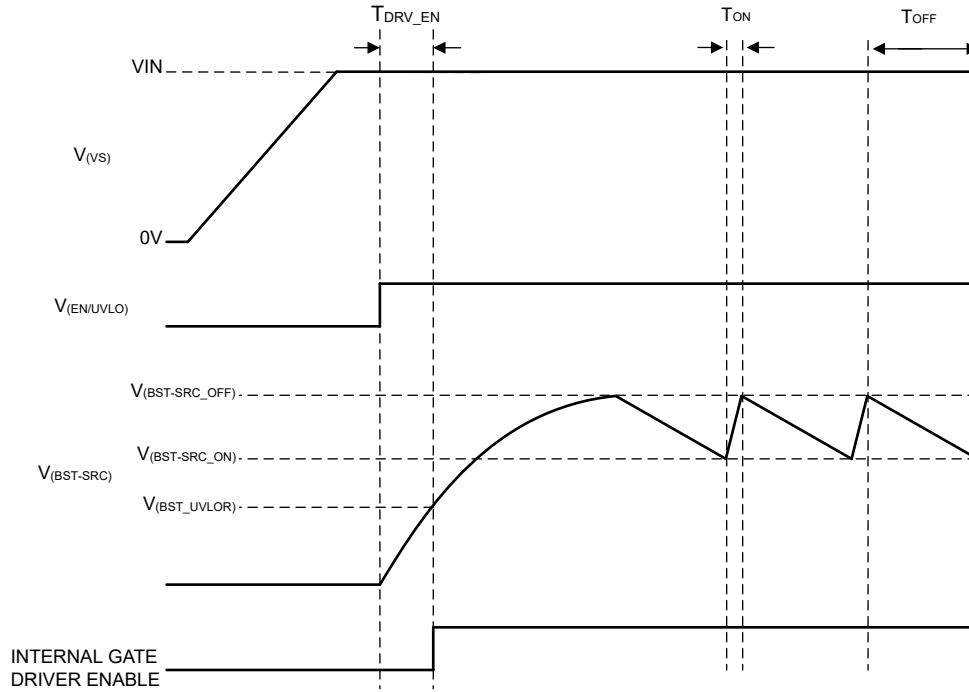 TDRV_EN
TON
TOFF
VIN
V(VS)
0V
V(EN/UVLO)
V(BST-SRC_OFF)
V(BST-SRC_ON)
V(BST-SRC)
V(BST_UVLOR)
INTERNAL GATE
DRIVER ENABLE